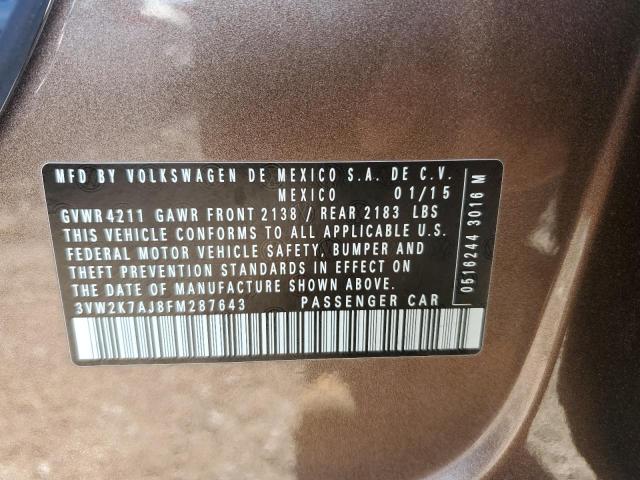 MFD BY VOLKSWAGEN DE MEXICO S.A. DE C.V.
MEXICO 01/15
GVWR 4211 GAWR FRONT 2138 / REAR 2183 LBS
THIS VEHICLE CONFORMS TO ALL APPLICABLE U.S.
FEDERAL MOTOR VEHICLE SAFETY, BUMPER AND
THEFT PREVENTION STANDARDS IN EFFECT ON
THE DATE OF MANUFACTURE SHOWN ABOVE.
3VW2K7AJ8FM287643 PASSENGER CAR
0516244 3016 M